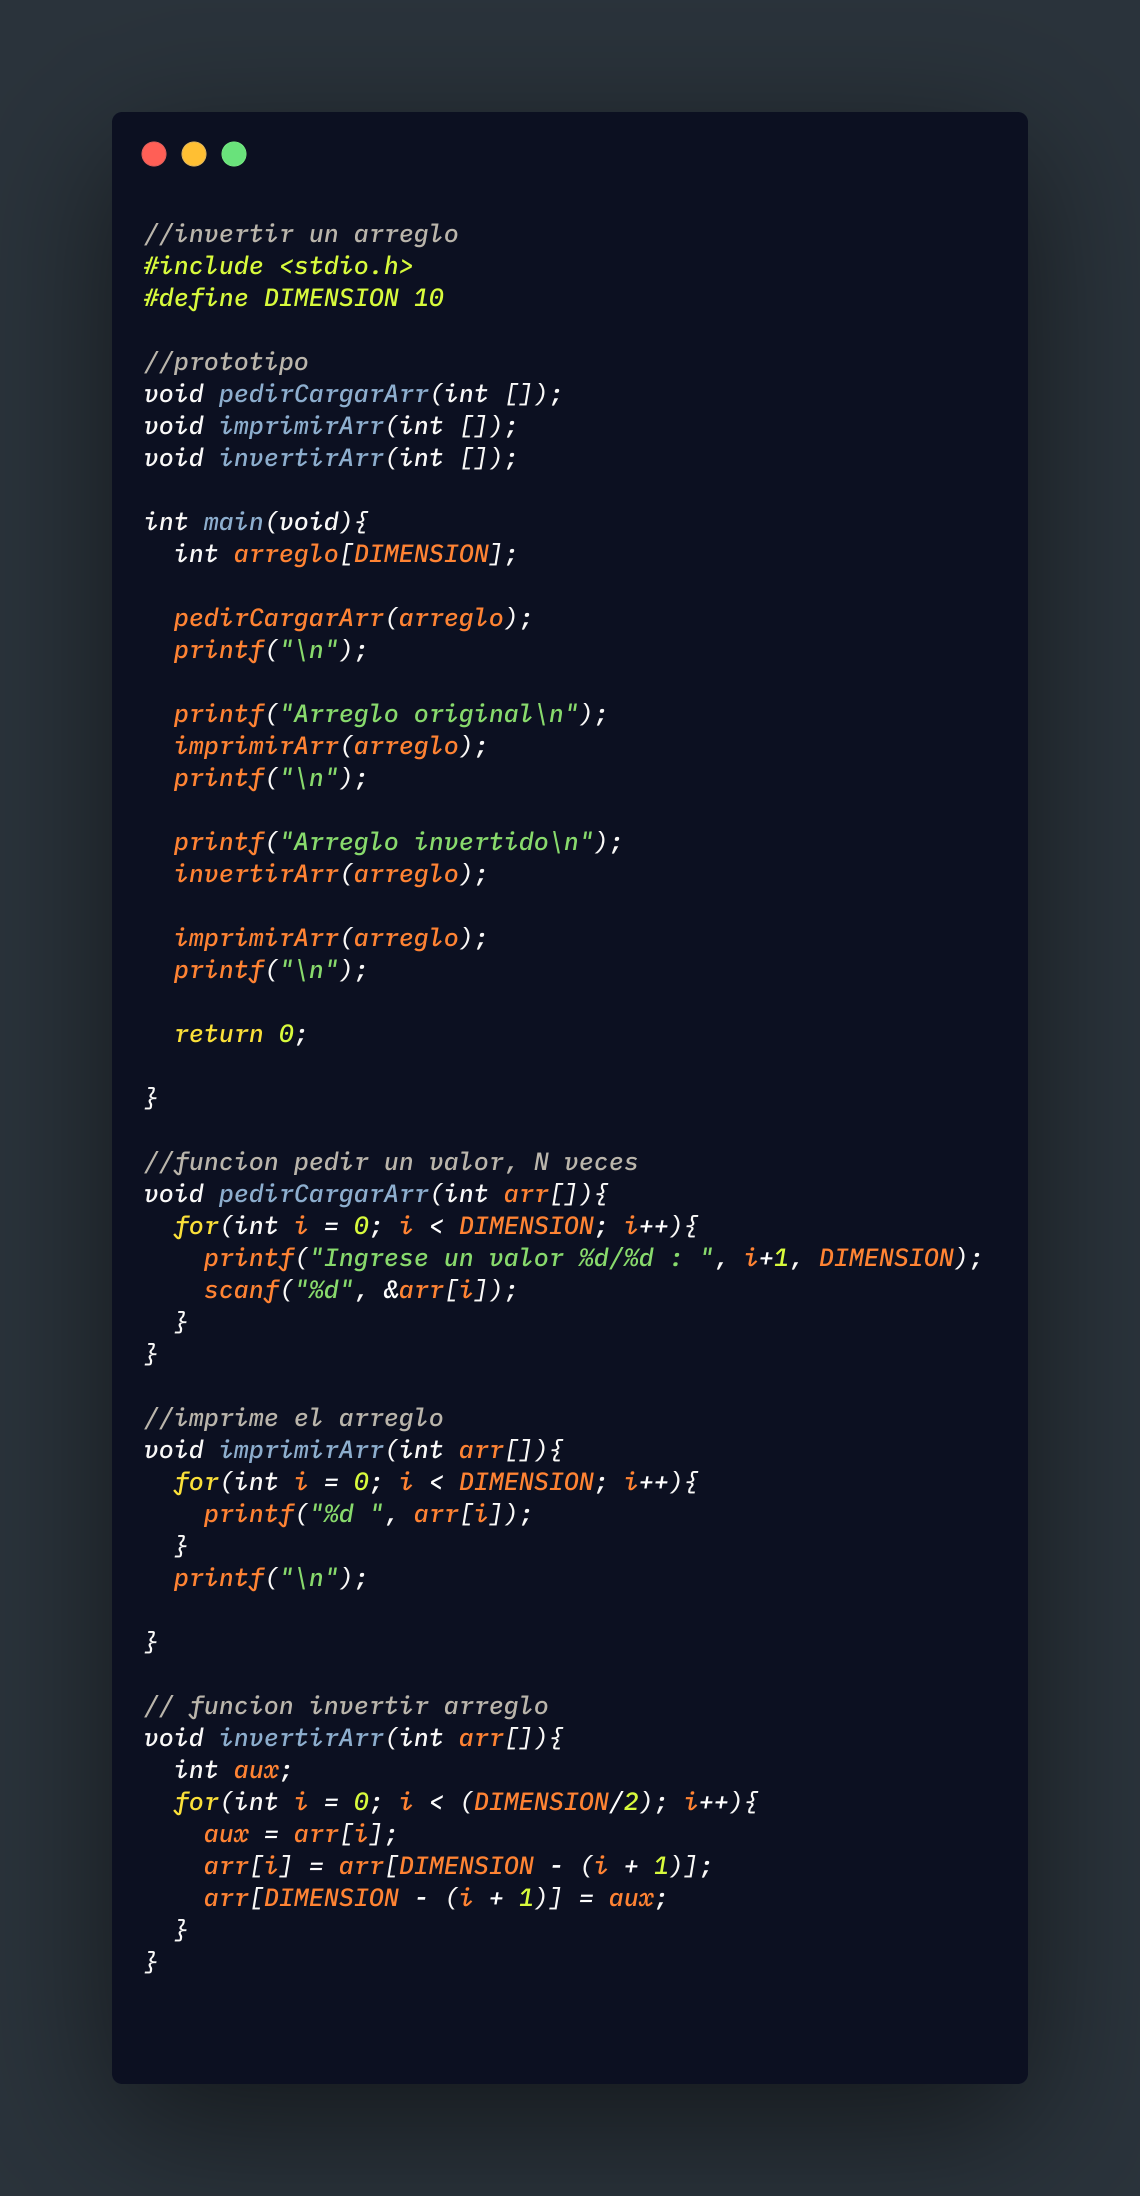 //invertir un arreglo
#include <stdio.h>
#define DIMENSION 10
//prototipo
void pedirCargarArr(int []);
void imprimirArr(int []);
void invertirArr(int []);
int main(void){
  int arreglo[DIMENSION];
  pedirCargarArr(arreglo);
  printf("\n");
  printf("Arreglo original\n");
  imprimirArr(arreglo);
  printf("\n");
  printf("Arreglo invertido\n");
  invertirArr(arreglo);
  imprimirArr(arreglo);
  printf("\n");
  return 0;
}
//funcion pedir un valor, N veces
void pedirCargarArr(int arr[]){
  for(int i = 0; i < DIMENSION; i++){
    printf("Ingrese un valor %d/%d : ", i+1, DIMENSION);
    scanf("%d", &arr[i]);
  }
}
//imprime el arreglo
void imprimirArr(int arr[]){
  for(int i = 0; i < DIMENSION; i++){
    printf("%d ", arr[i]);
  }
  printf("\n");
}
// funcion invertir arreglo
void invertirArr(int arr[]){
  int aux;
  for(int i = 0; i < (DIMENSION/2); i++){
    aux = arr[i];
    arr[i] = arr[DIMENSION - (i + 1)];
    arr[DIMENSION - (i + 1)] = aux;
  }
}